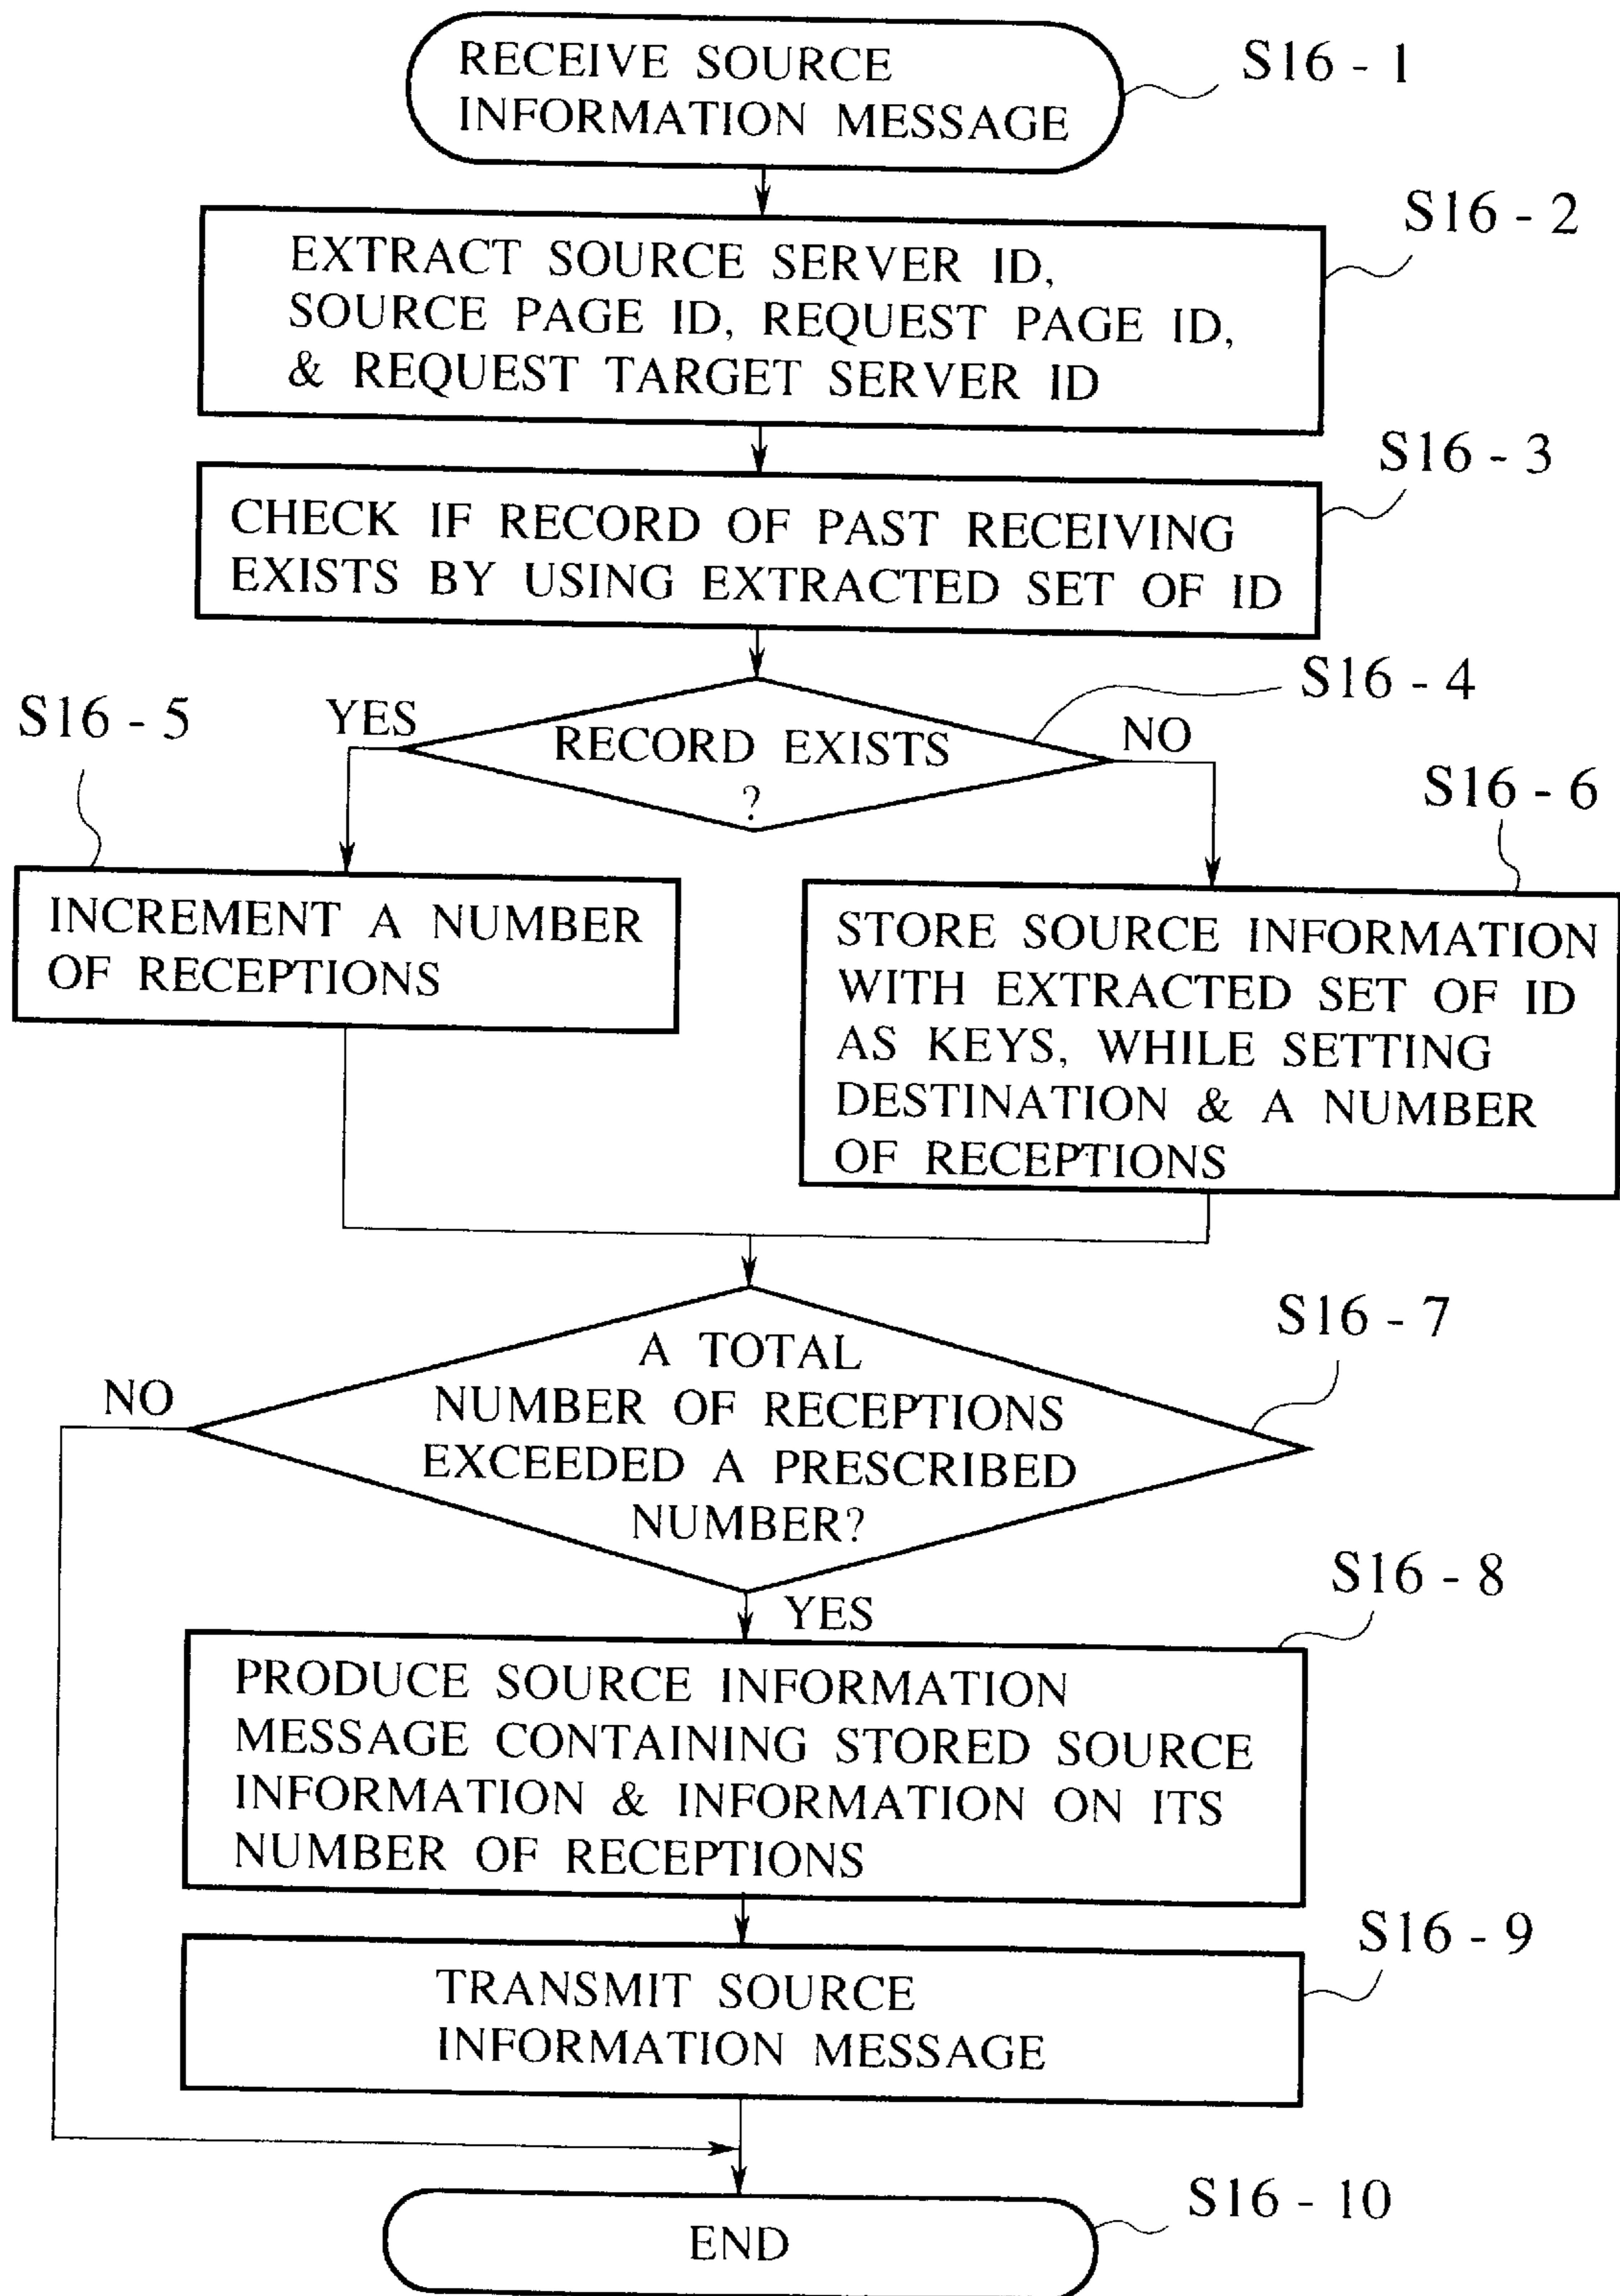 RECEIVE SOURCE
INFORMATION MESSAGE
S16 - 1
EXTRACT SOURCE SERVER ID,
SOURCE PAGE ID, REQUEST PAGE ID,
& REQUEST TARGET SERVER ID
S16 - 2
CHECK IF RECORD OF PAST RECEIVING
EXISTS BY USING EXTRACTED SET OF ID
S16 - 3
RECORD EXISTS
?
S16 - 4
YES
NO
S16 - 5
INCREMENT A NUMBER
OF RECEPTIONS
S16 - 6
STORE SOURCE INFORMATION
WITH EXTRACTED SET OF ID
AS KEYS, WHILE SETTING
DESTINATION & A NUMBER
OF RECEPTIONS
A TOTAL
NUMBER OF RECEPTIONS
EXCEEDED A PRESCRIBED
NUMBER?
S16 - 7
NO
YES
S16 - 8
PRODUCE SOURCE INFORMATION
MESSAGE CONTAINING STORED SOURCE
INFORMATION & INFORMATION ON ITS
NUMBER OF RECEPTIONS
S16 - 9
TRANSMIT SOURCE
INFORMATION MESSAGE
S16 - 10
END